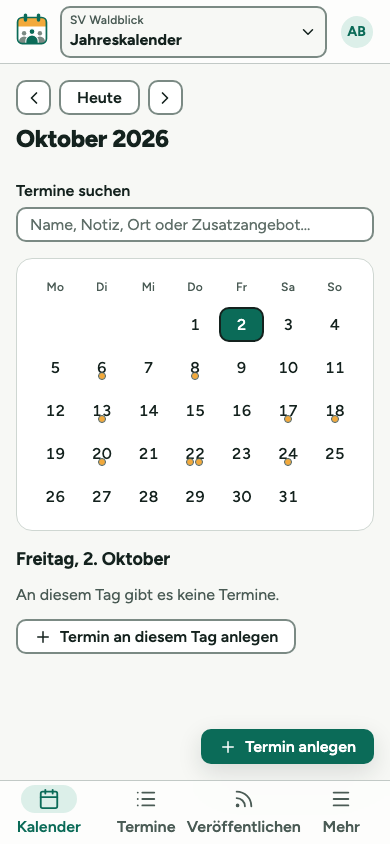 SV Waldblick
Jahreskalender
AB
Heute
Oktober 2026
Termine suchen
Name, Notiz, Ort oder Zusatzangebot...
Mo Di Mi Do Fr Sa So
1 2 3 4
5 6 7 8 9 10 11
12 13 14 15 16 17 18
19 20 21 22 23 24 25
26 27 28 29 30 31
Freitag, 2. Oktober
An diesem Tag gibt es keine Termine.
+ Termin an diesem Tag anlegen
+ Termin anlegen
Kalender Termine Veröffentlichen Mehr